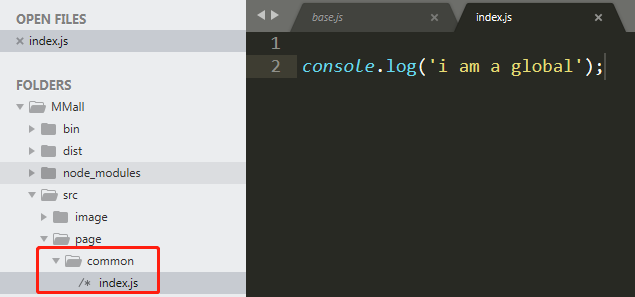 OPEN FILES
index.js
FOLDERS
MMall
bin
dist
node_modules
src
image
page
common
/* index.js
base.js
index.js
1
2 console.log('i am a global');